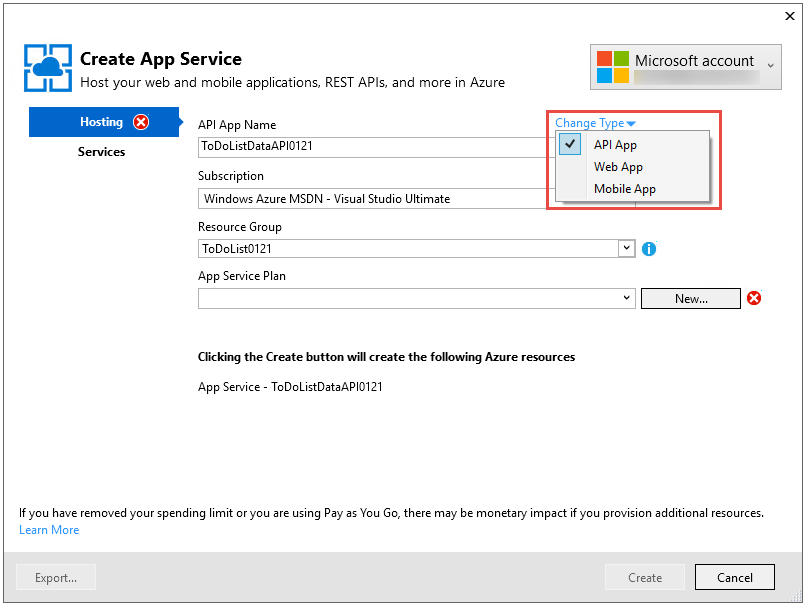 Create App Service
Host your web and mobile applications, REST APIs, and more in Azure
Microsoft account
Hosting
Services
API App Name
Change Type
ToDoListDataAPI0121
API App
Web App
Mobile App
Subscription
Windows Azure MSDN - Visual Studio Ultimate
Resource Group
ToDoList0121
App Service Plan
New...
Clicking the Create button will create the following Azure resources
App Service - ToDoListDataAPI0121
If you have removed your spending limit or you are using Pay as You Go, there may be monetary impact if you provision additional resources.
Learn More
Export...
Create
Cancel